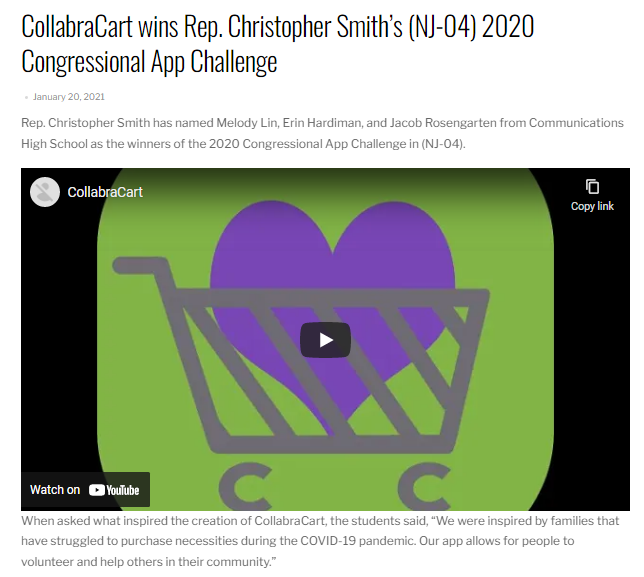 CollabraCart wins Rep. Christopher Smith’s (NJ-04) 2020
Congressional App Challenge
January 20, 2021
Rep. Christopher Smith has named Melody Lin, Erin Hardiman, and Jacob Rosengarten from Communications
High School as the winners of the 2020 Congressional App Challenge in (NJ-04).
CollabraCart
Copy link
CC
Watch on YouTube
When asked what inspired the creation of CollabraCart, the students said, “We were inspired by families that
have struggled to purchase necessities during the COVID-19 pandemic. Our app allows for people to
volunteer and help others in their community.”